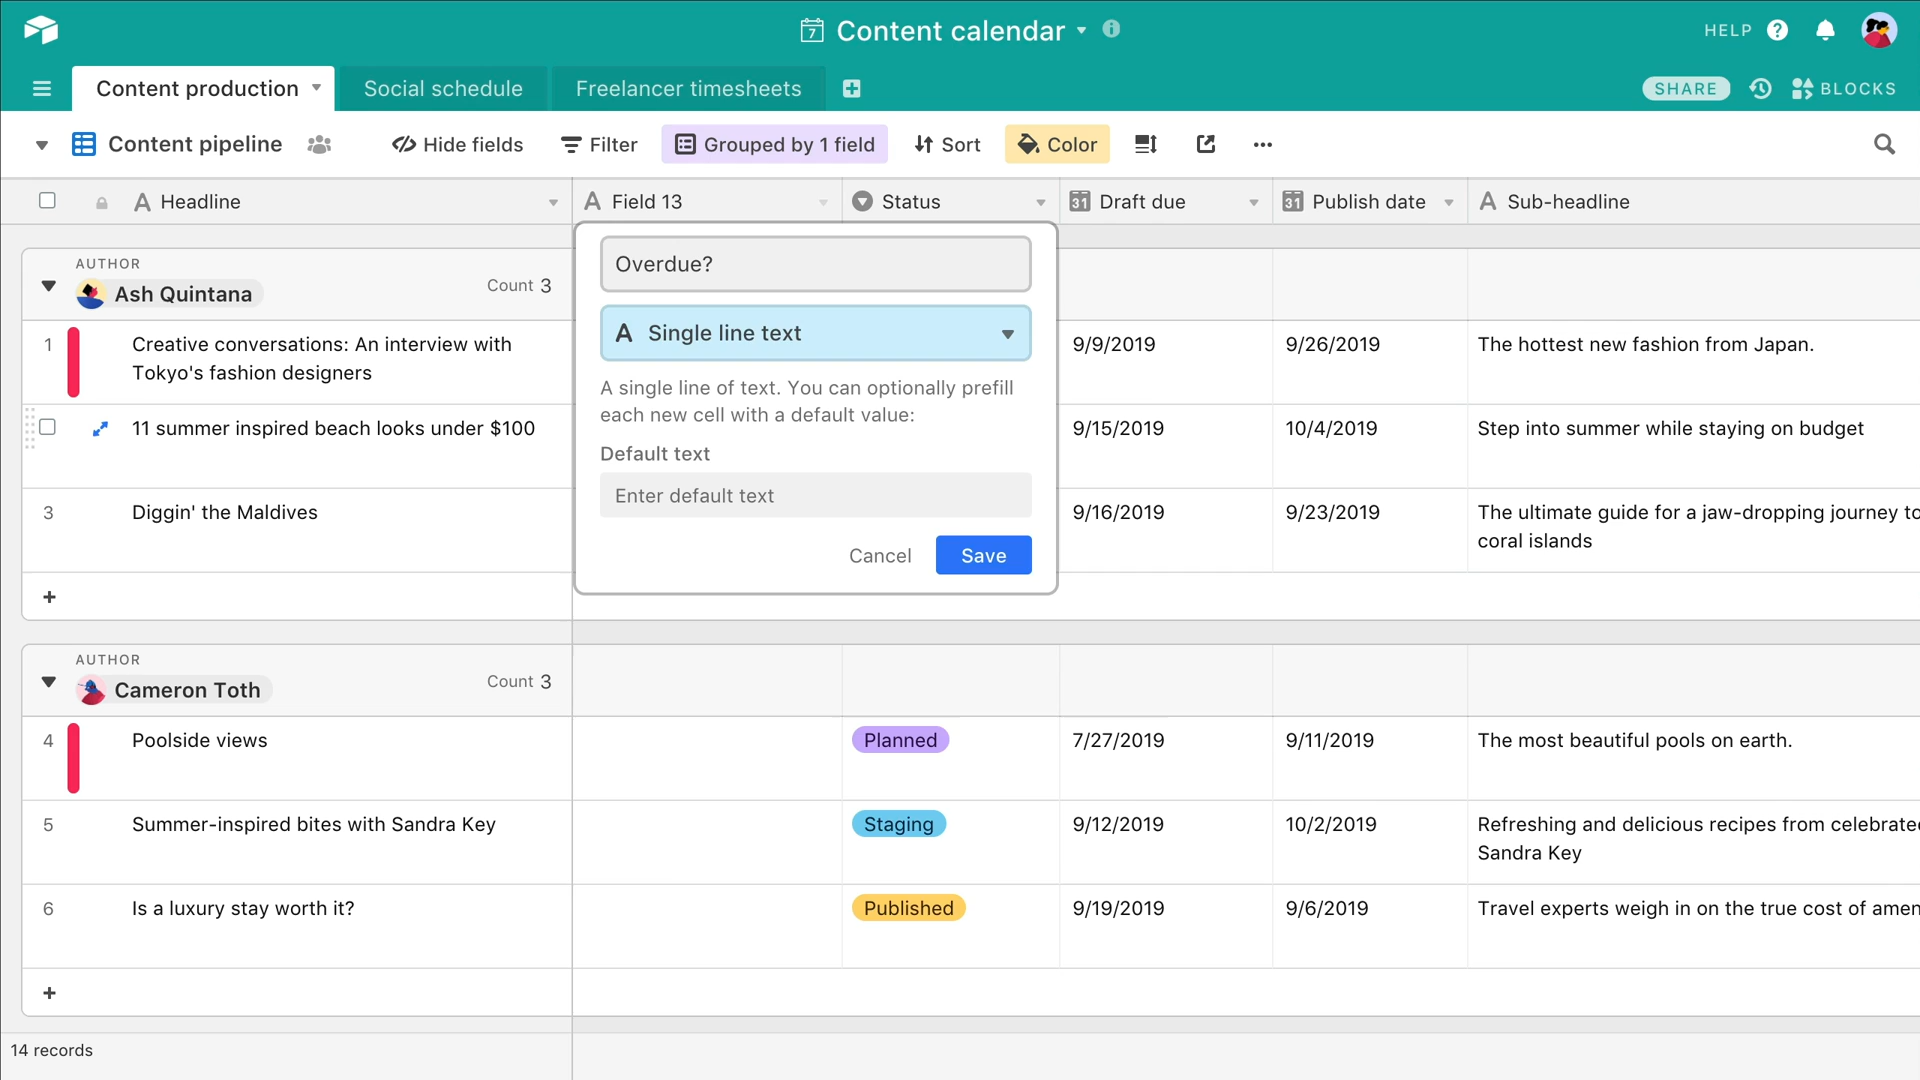 7 Content calendar
HELP ?
Content production
Social schedule
Freelancer timesheets
SHARE
BLOCKS
Content pipeline
Hide fields
Filter
Grouped by 1 field
Sort
Color
A Headline
A Field 13
Status
31 Draft due
31 Publish date
A Sub-headline
AUTHOR
Ash Quintana
Count 3
Overdue?
A Single line text
A single line of text. You can optionally prefill
each new cell with a default value:
Default text
Enter default text
Cancel
Save
1
Creative conversations: An interview with
Tokyo's fashion designers
9/9/2019
9/26/2019
The hottest new fashion from Japan.
11 summer inspired beach looks under $100
9/15/2019
10/4/2019
Step into summer while staying on budget
3
Diggin' the Maldives
9/16/2019
9/23/2019
The ultimate guide for a jaw-dropping journey to
coral islands
+
AUTHOR
Cameron Toth
Count 3
4
Poolside views
Planned
7/27/2019
9/11/2019
The most beautiful pools on earth.
5
Summer-inspired bites with Sandra Key
Staging
9/12/2019
10/2/2019
Refreshing and delicious recipes from celebrate
Sandra Key
6
Is a luxury stay worth it?
Published
9/19/2019
9/6/2019
Travel experts weigh in on the true cost of amen
+
14 records